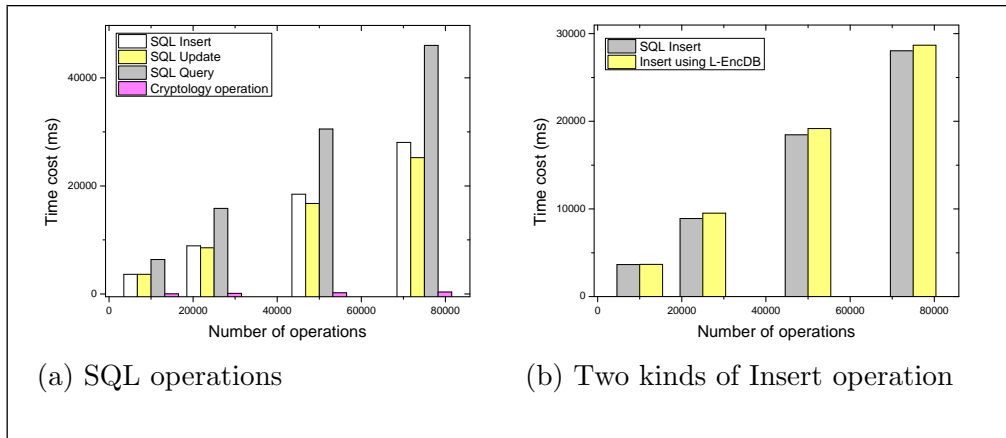 SQL Insert
SQL Update
SQL Query
Cryptology operation
40000
20000
0
Time cost (ms)
0
20000
40000
60000
80000
Number of operations
(a) SQL operations
SQL Insert
Insert using L-EncDB
30000
20000
10000
0
Time cost (ms)
0
20000
40000
60000
80000
Number of operations
(b) Two kinds of Insert operation